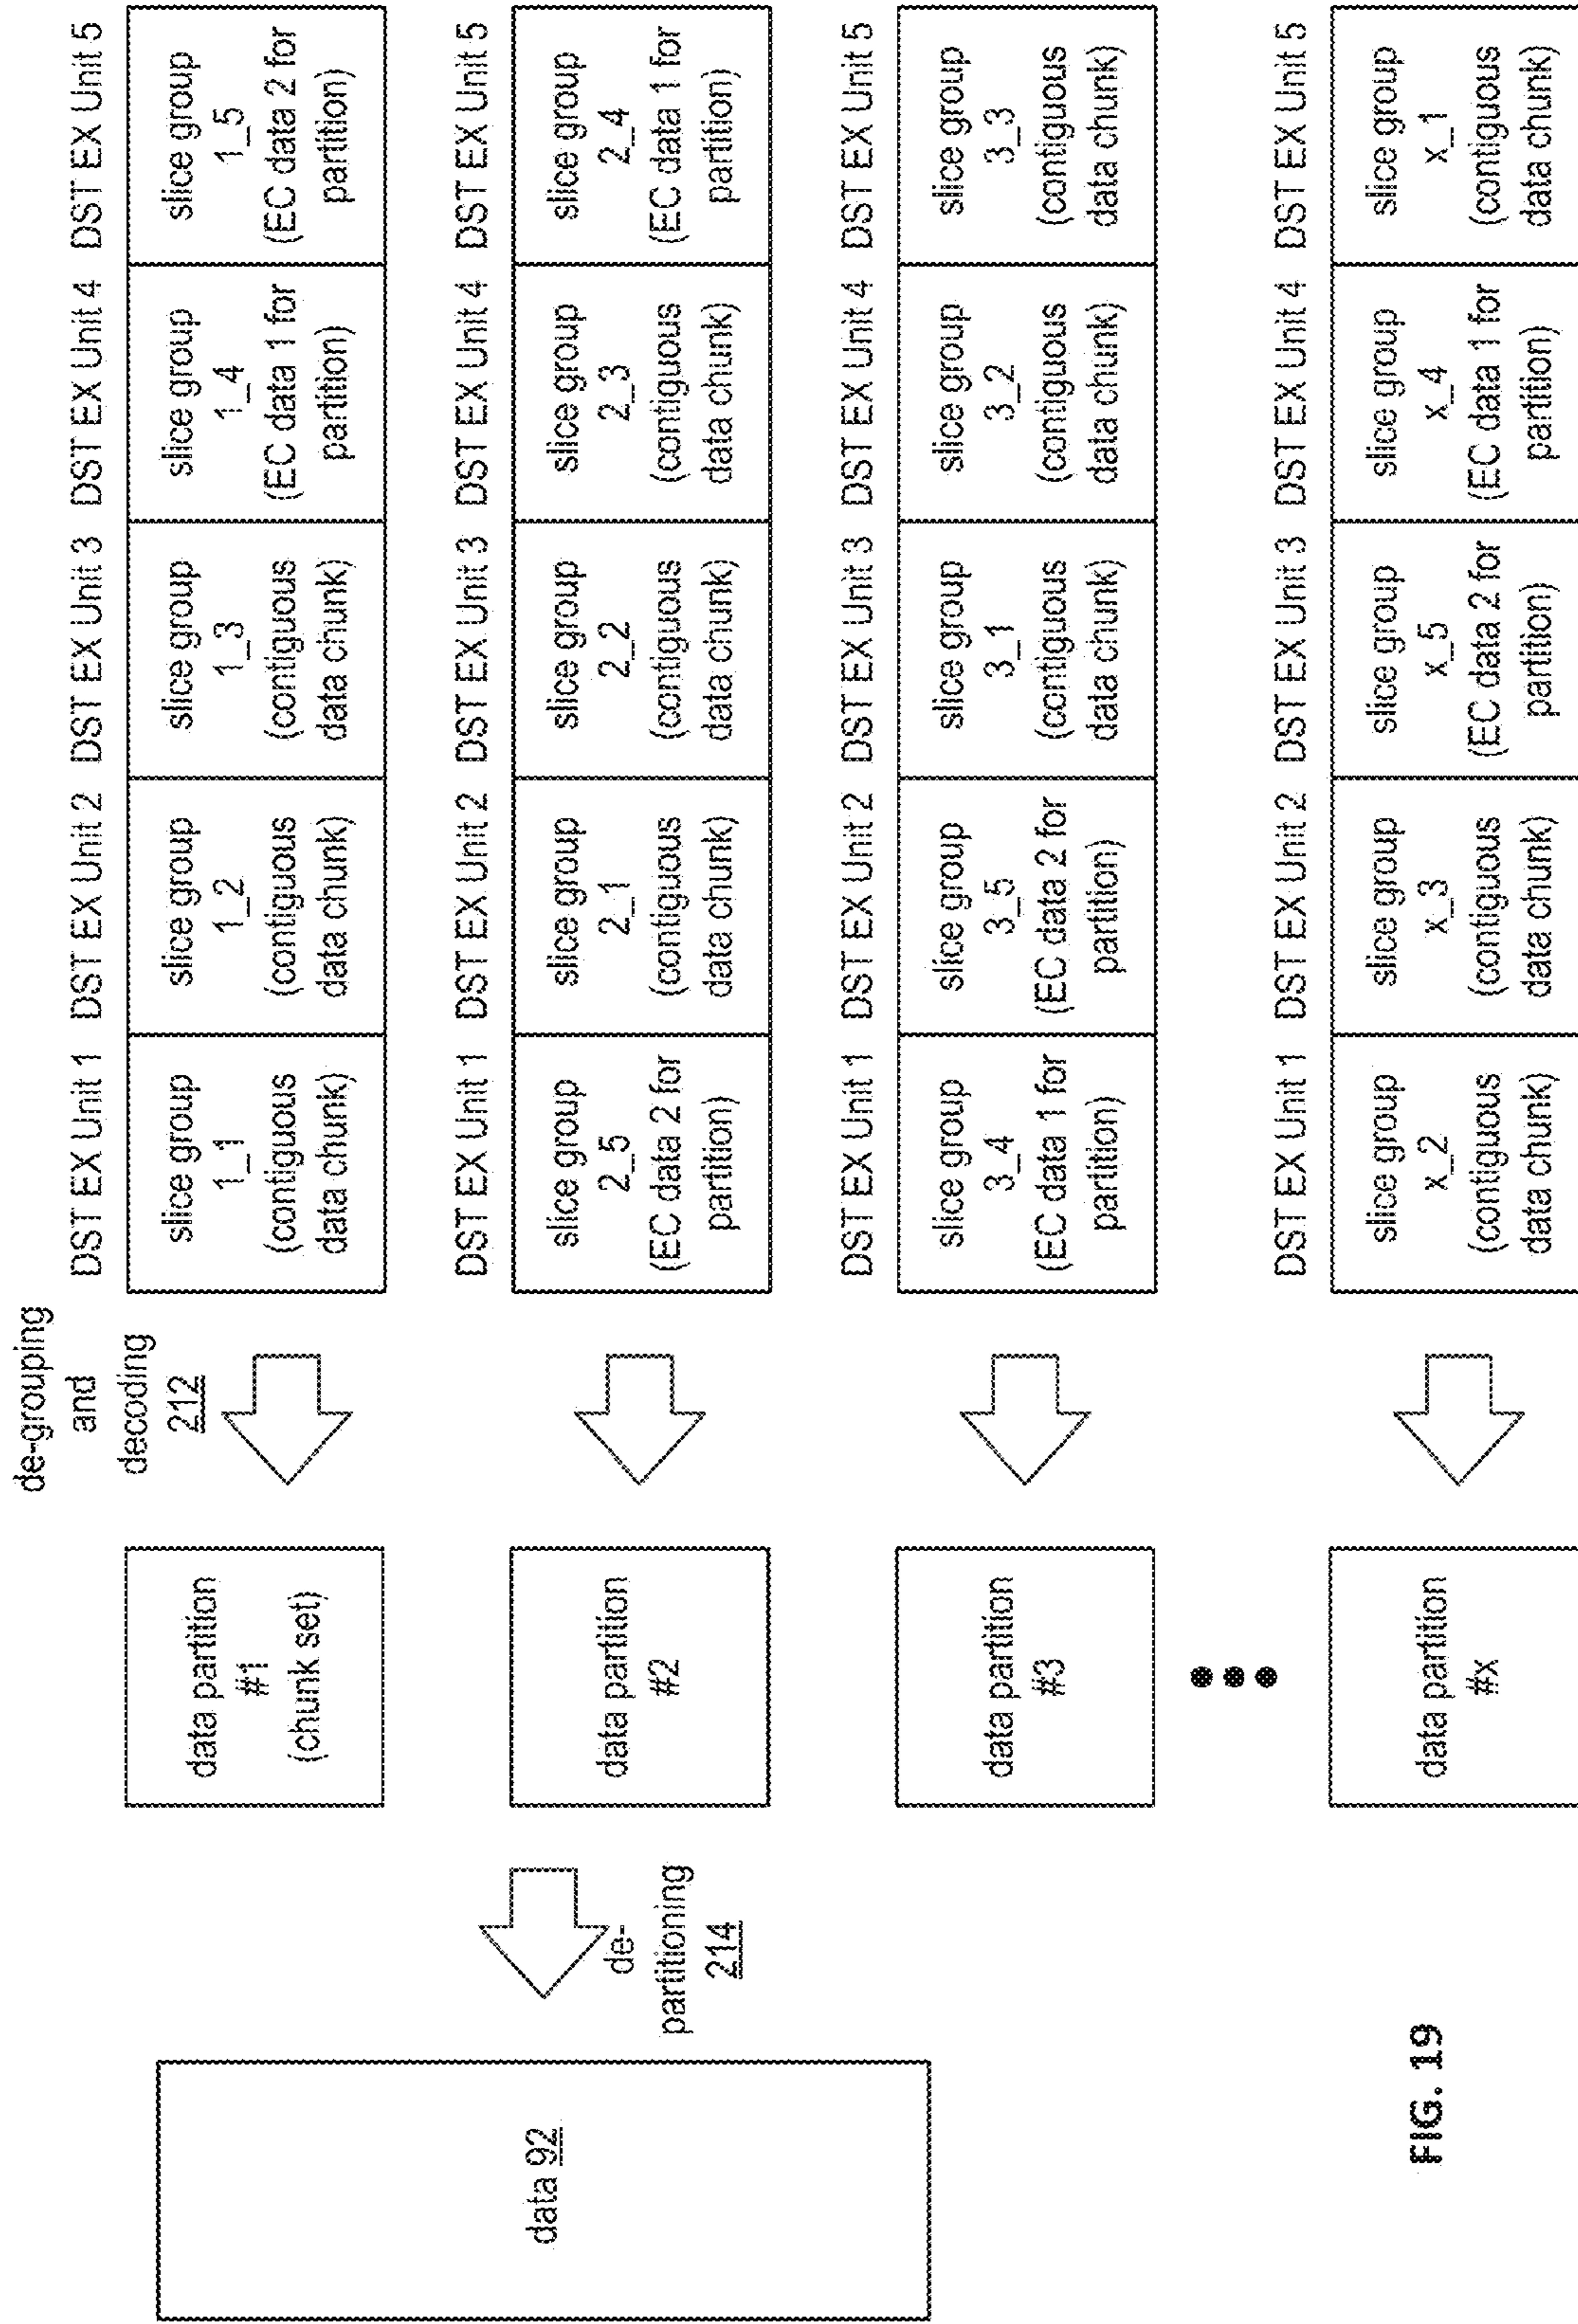 de-grouping
and
decoding
212
DST EX Unit 1 DST EX Unit 2 DST EX Unit 3 DST EX Unit 4 DST EX Unit 5
data partition
#1
(chunk set)
slice group
1_1
(contiguous
data chunk)
slice group
1_2
(contiguous
data chunk)
slice group
1_3
(contiguous
data chunk)
slice group
1_4
(EC data 1 for
partition)
slice group
1_5
(EC data 2 for
partition)
data 92
DST EX Unit 1 DST EX Unit 2 DST EX Unit 3 DST EX Unit 4 DST EX Unit 5
data partition
#2
slice group
2_5
(EC data 2 for
partition)
slice group
2_1
(contiguous
data chunk)
slice group
2_2
(contiguous
data chunk)
slice group
2_3
(contiguous
data chunk)
slice group
2_4
(EC data 1 for
partition)
de-
partitioning
214
DST EX Unit 1 DST EX Unit 2 DST EX Unit 3 DST EX Unit 4 DST EX Unit 5
data partition
#3
slice group
3_4
(EC data 1 for
partition)
slice group
3_5
(EC data 2 for
partition)
slice group
3_1
(contiguous
data chunk)
slice group
3_2
(contiguous
data chunk)
slice group
3_3
(contiguous
data chunk)
DST EX Unit 1 DST EX Unit 2 DST EX Unit 3 DST EX Unit 4 DST EX Unit 5
data partition
#x
slice group
x_2
(contiguous
data chunk)
slice group
x_3
(contiguous
data chunk)
slice group
x_5
(EC data 2 for
partition)
slice group
x_4
(EC data 1 for
partition)
slice group
x_1
(contiguous
data chunk)
FIG. 19